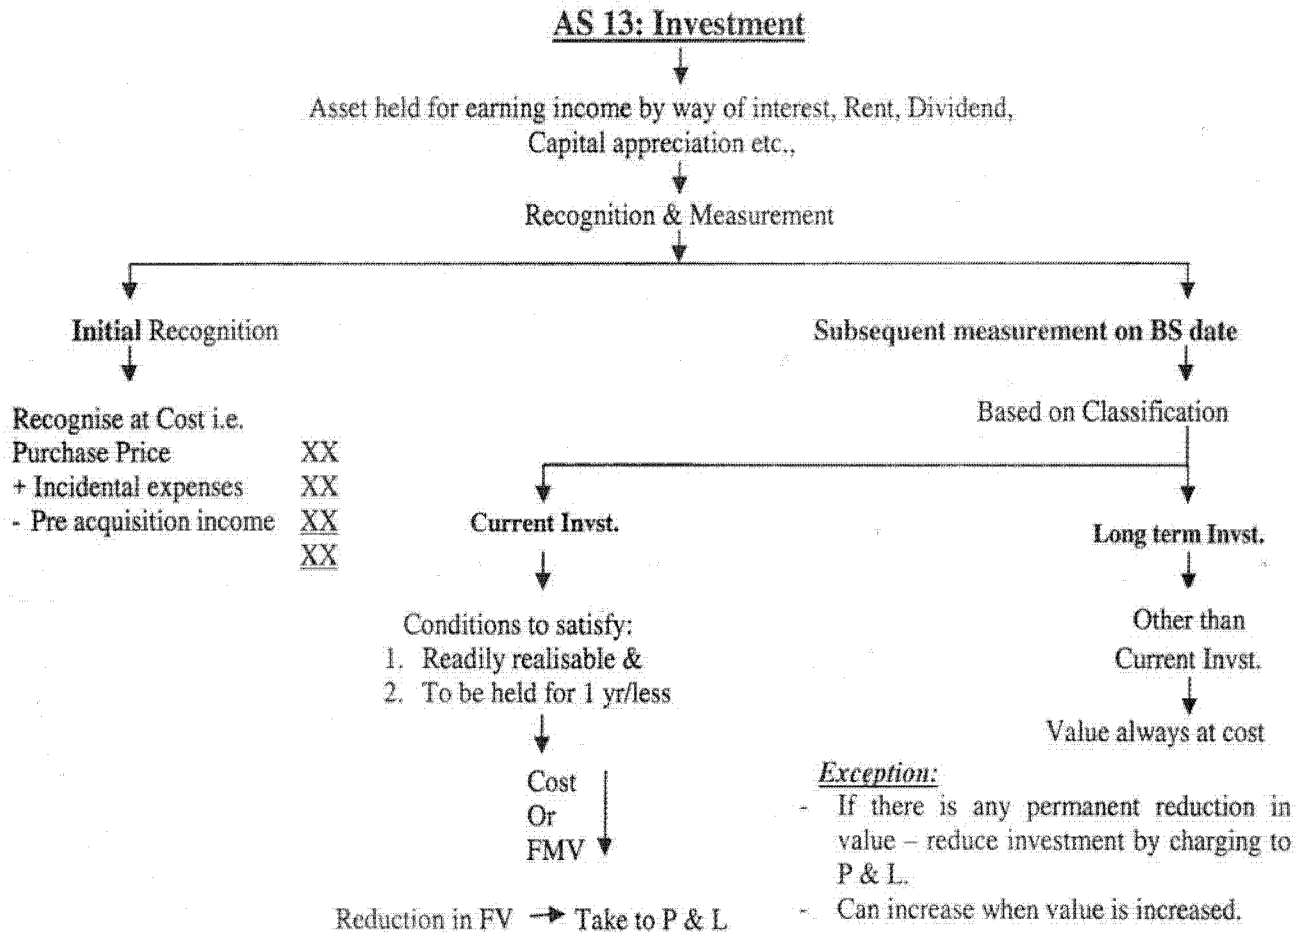 AS 13: Investment
Asset held for earning income by way of interest, Rent, Dividend,
Capital appreciation etc.,
Recognition & Measurement
Initial Recognition
Recognise at Cost i.e.
Purchase Price XX
+ Incidental expenses XX
- Pre acquisition income XX
XX
Subsequent measurement on BS date
Based on Classification
Current Invst.
Conditions to satisfy:
1. Readily realisable &
2. To be held for 1 yr/less
Cost
Or
FMV
Reduction in FV → Take to P & L
Long term Invst.
Other than
Current Invst.
Value always at cost
Exception:
- If there is any permanent reduction in
value – reduce investment by charging to
P & L.
- Can increase when value is increased.